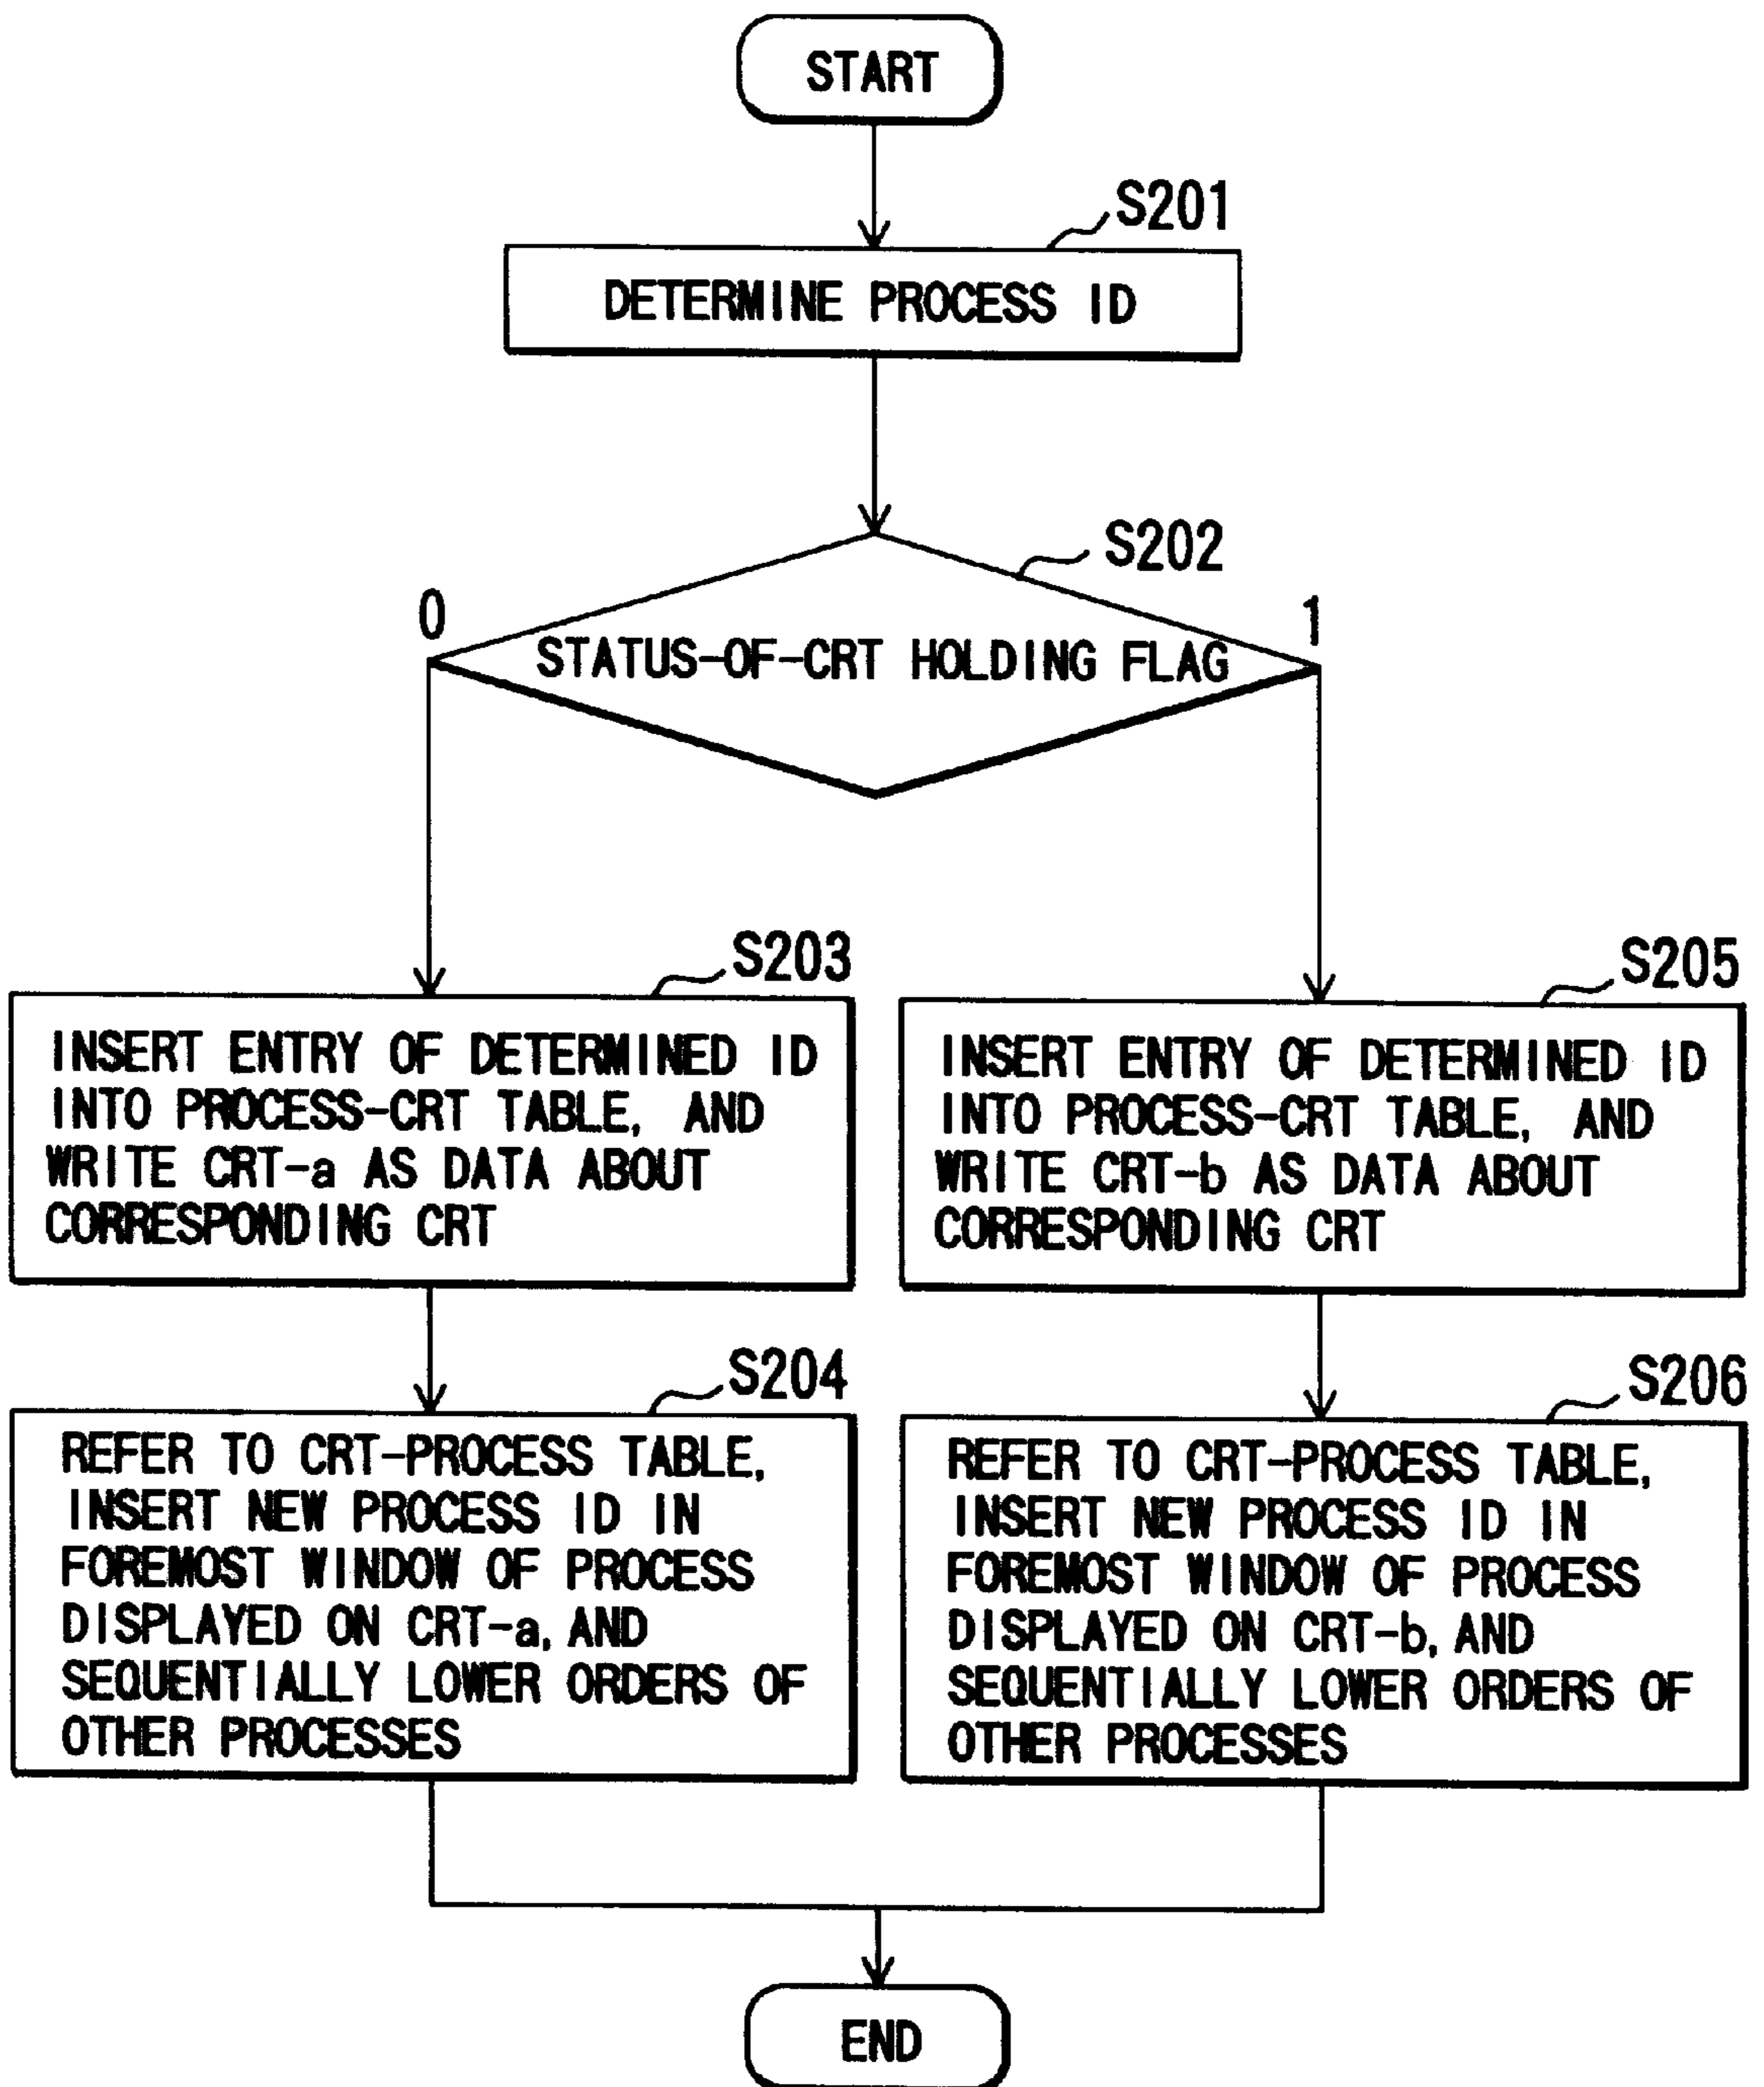 START
S201
DETERMINE PROCESS ID
S202
0
1
STATUS-OF-CRT HOLDING FLAG
S203
INSERT ENTRY OF DETERMINED ID
INTO PROCESS-CRT TABLE, AND
WRITE CRT-a AS DATA ABOUT
CORRESPONDING CRT
S205
INSERT ENTRY OF DETERMINED ID
INTO PROCESS-CRT TABLE, AND
WRITE CRT-b AS DATA ABOUT
CORRESPONDING CRT
S204
REFER TO CRT-PROCESS TABLE,
INSERT NEW PROCESS ID IN
FOREMOST WINDOW OF PROCESS
DISPLAYED ON CRT-a, AND
SEQUENTIALLY LOWER ORDERS OF
OTHER PROCESSES
S206
REFER TO CRT-PROCESS TABLE,
INSERT NEW PROCESS ID IN
FOREMOST WINDOW OF PROCESS
DISPLAYED ON CRT-b, AND
SEQUENTIALLY LOWER ORDERS OF
OTHER PROCESSES
END